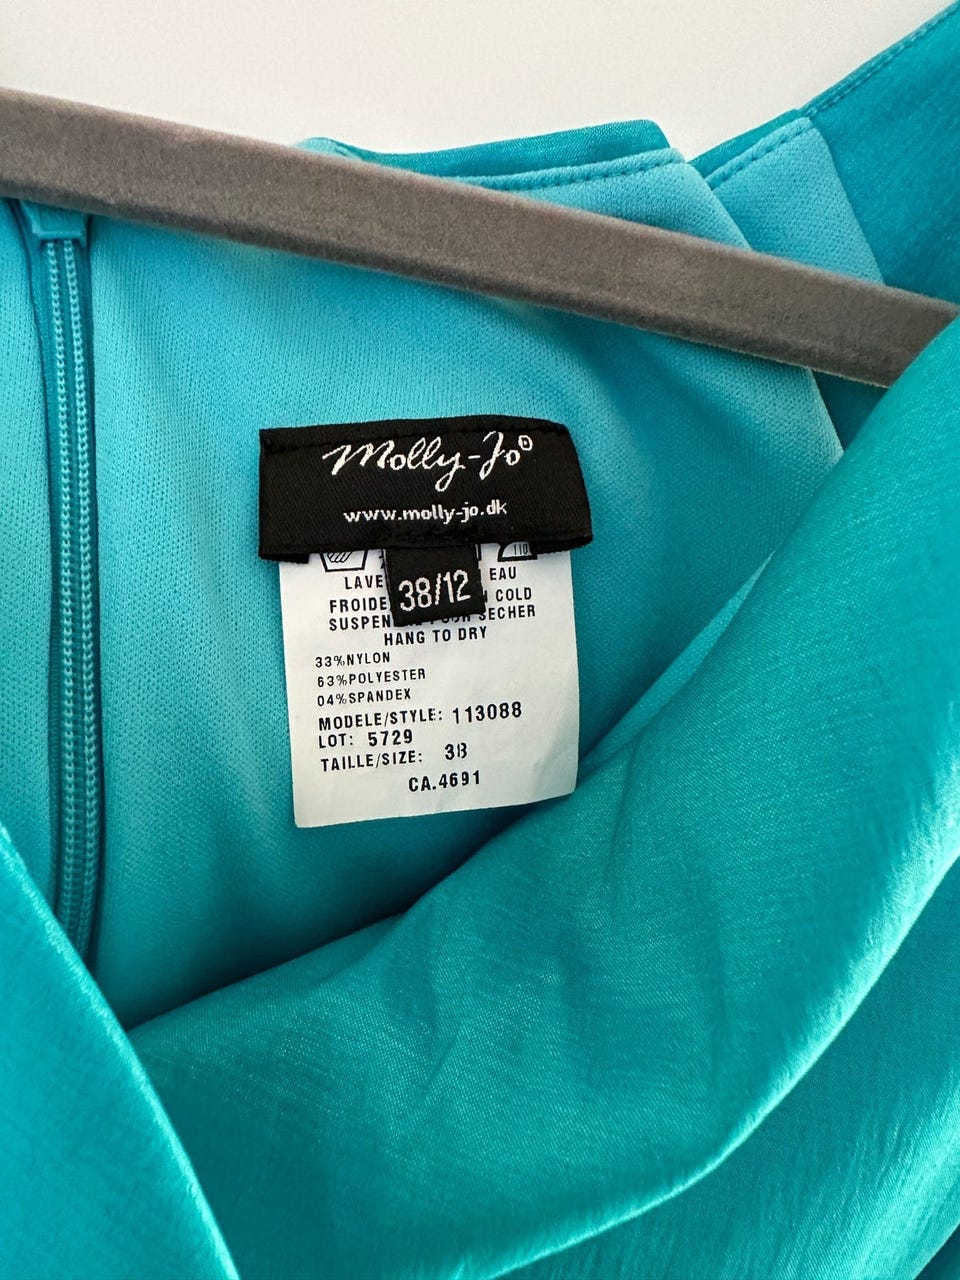 Molly-Jo
www.molly-jo.dk
110
38/12
LAVE EAU
FROIDE COLD
SUSPEN SECHER
HANG TO DRY
33%NYLON
63%POLYESTER
04%SPANDEX
MODELE/STYLE: 113088
LOT: 5729
TAILLE/SIZE: 38
CA.4691